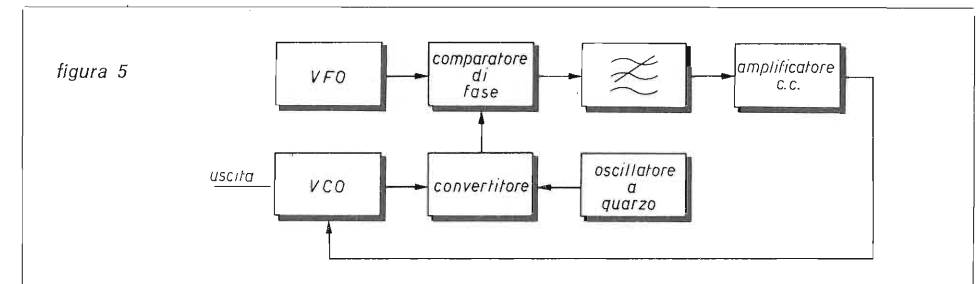 figura 5
VFO
comparatore
di
fase
amplificatore
c.c.
uscita
VCO
convertitore
oscillatore
a
quarzo